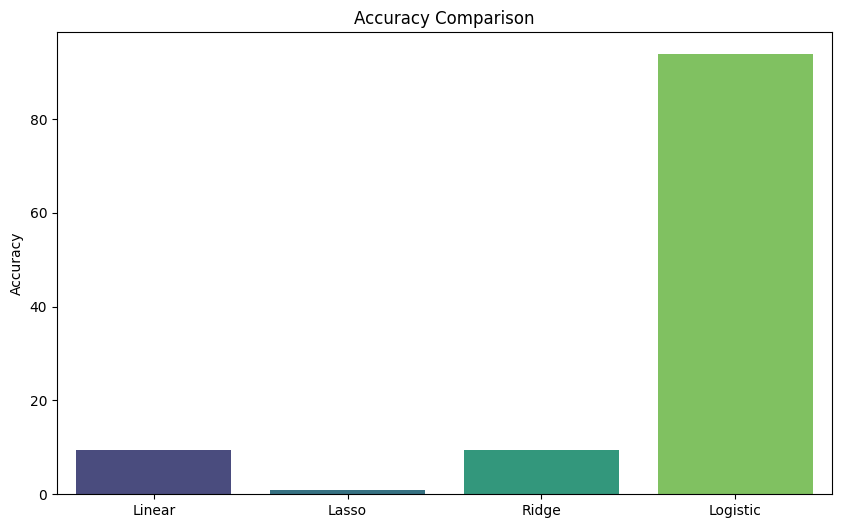 Accuracy Comparison
Accuracy
80
60
40
20
0
Linear
Lasso
Ridge
Logistic